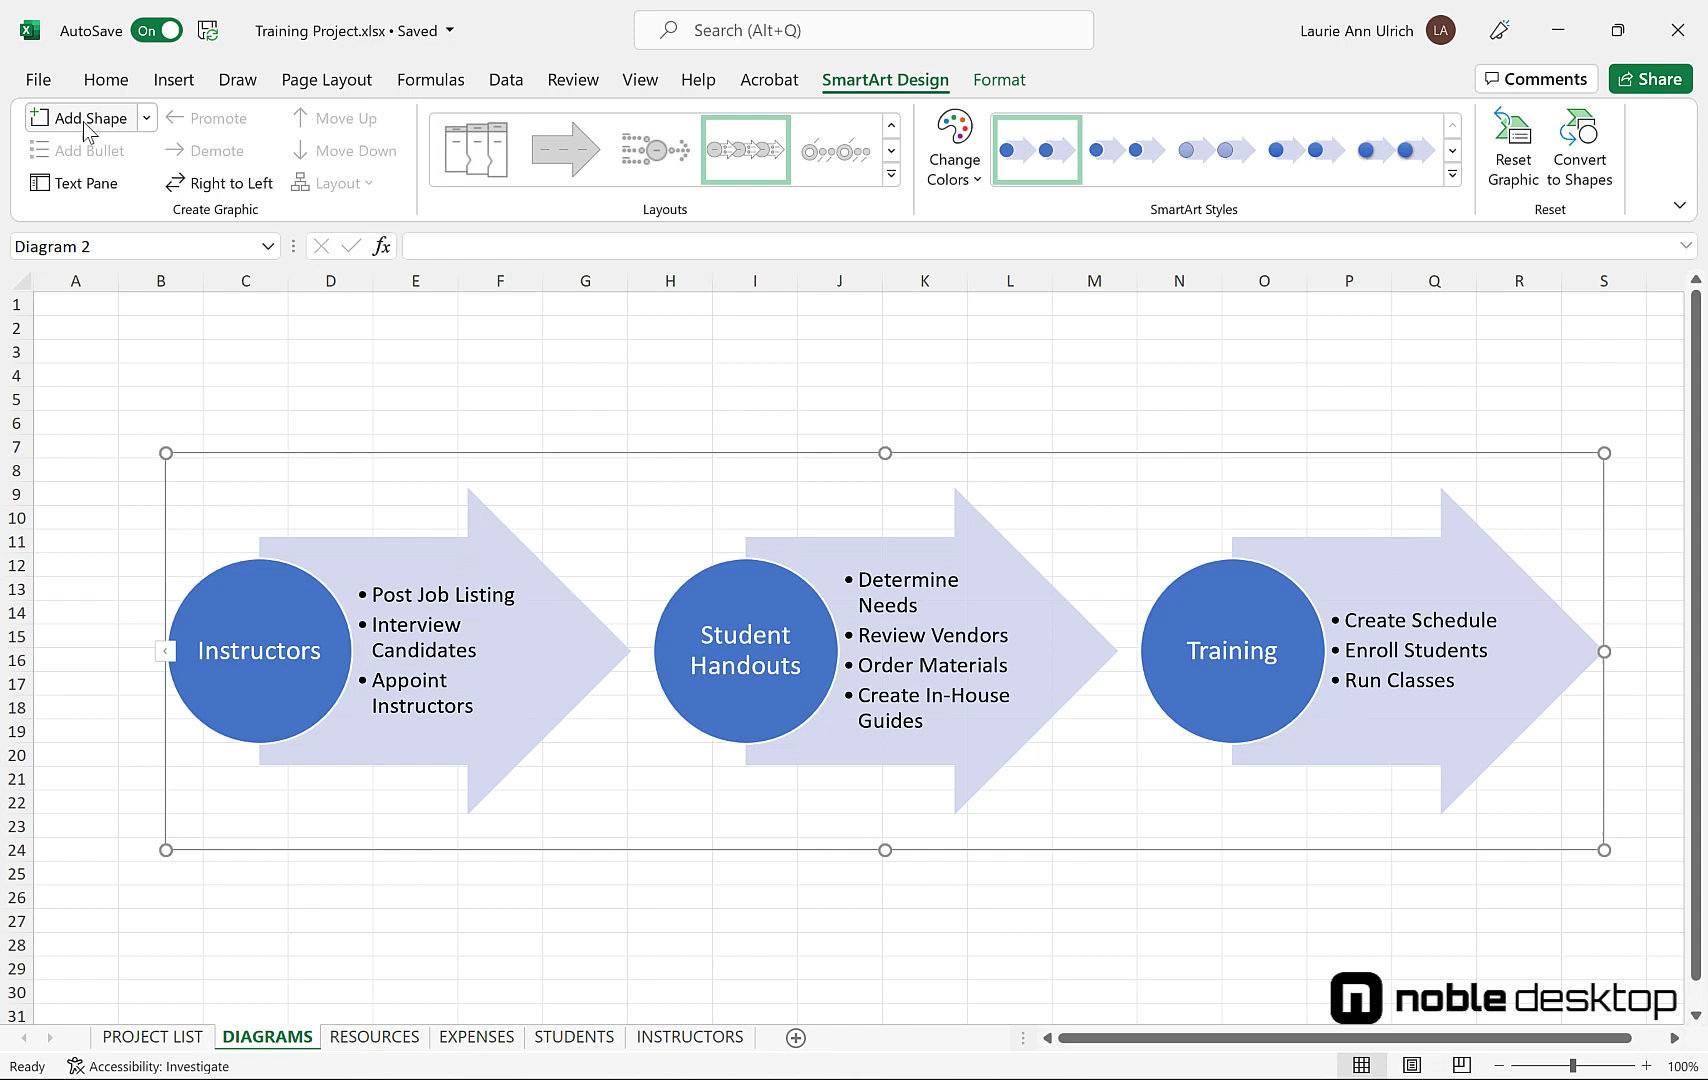 AutoSave On Training Project.xlsx • Saved Search (Alt+Q) Laurie Ann Ulrich LA
File Home Insert Draw Page Layout Formulas Data Review View Help Acrobat SmartArt Design Format Comments Share
Add Shape Promote Move Up
Add Bullet Demote Move Down
Text Pane Right to Left Layout
Create Graphic
Layouts
Change
Colors
SmartArt Styles
Reset
Graphic
Convert
to Shapes
Reset
Diagram 2 fx
A B C D E F G H I J K L M N O P Q R S
1
2
3
4
5
6
7
8
9
10
11
12
13
14
15
16
17
18
19
20
21
22
23
24
25
26
27
28
29
30
31
Instructors
• Post Job Listing
• Interview
Candidates
• Appoint
Instructors
Student
Handouts
• Determine
Needs
• Review Vendors
• Order Materials
• Create In-House
Guides
Training
• Create Schedule
• Enroll Students
• Run Classes
n noble desktop
PROJECT LIST DIAGRAMS RESOURCES EXPENSES STUDENTS INSTRUCTORS
Ready Accessibility: Investigate 100%